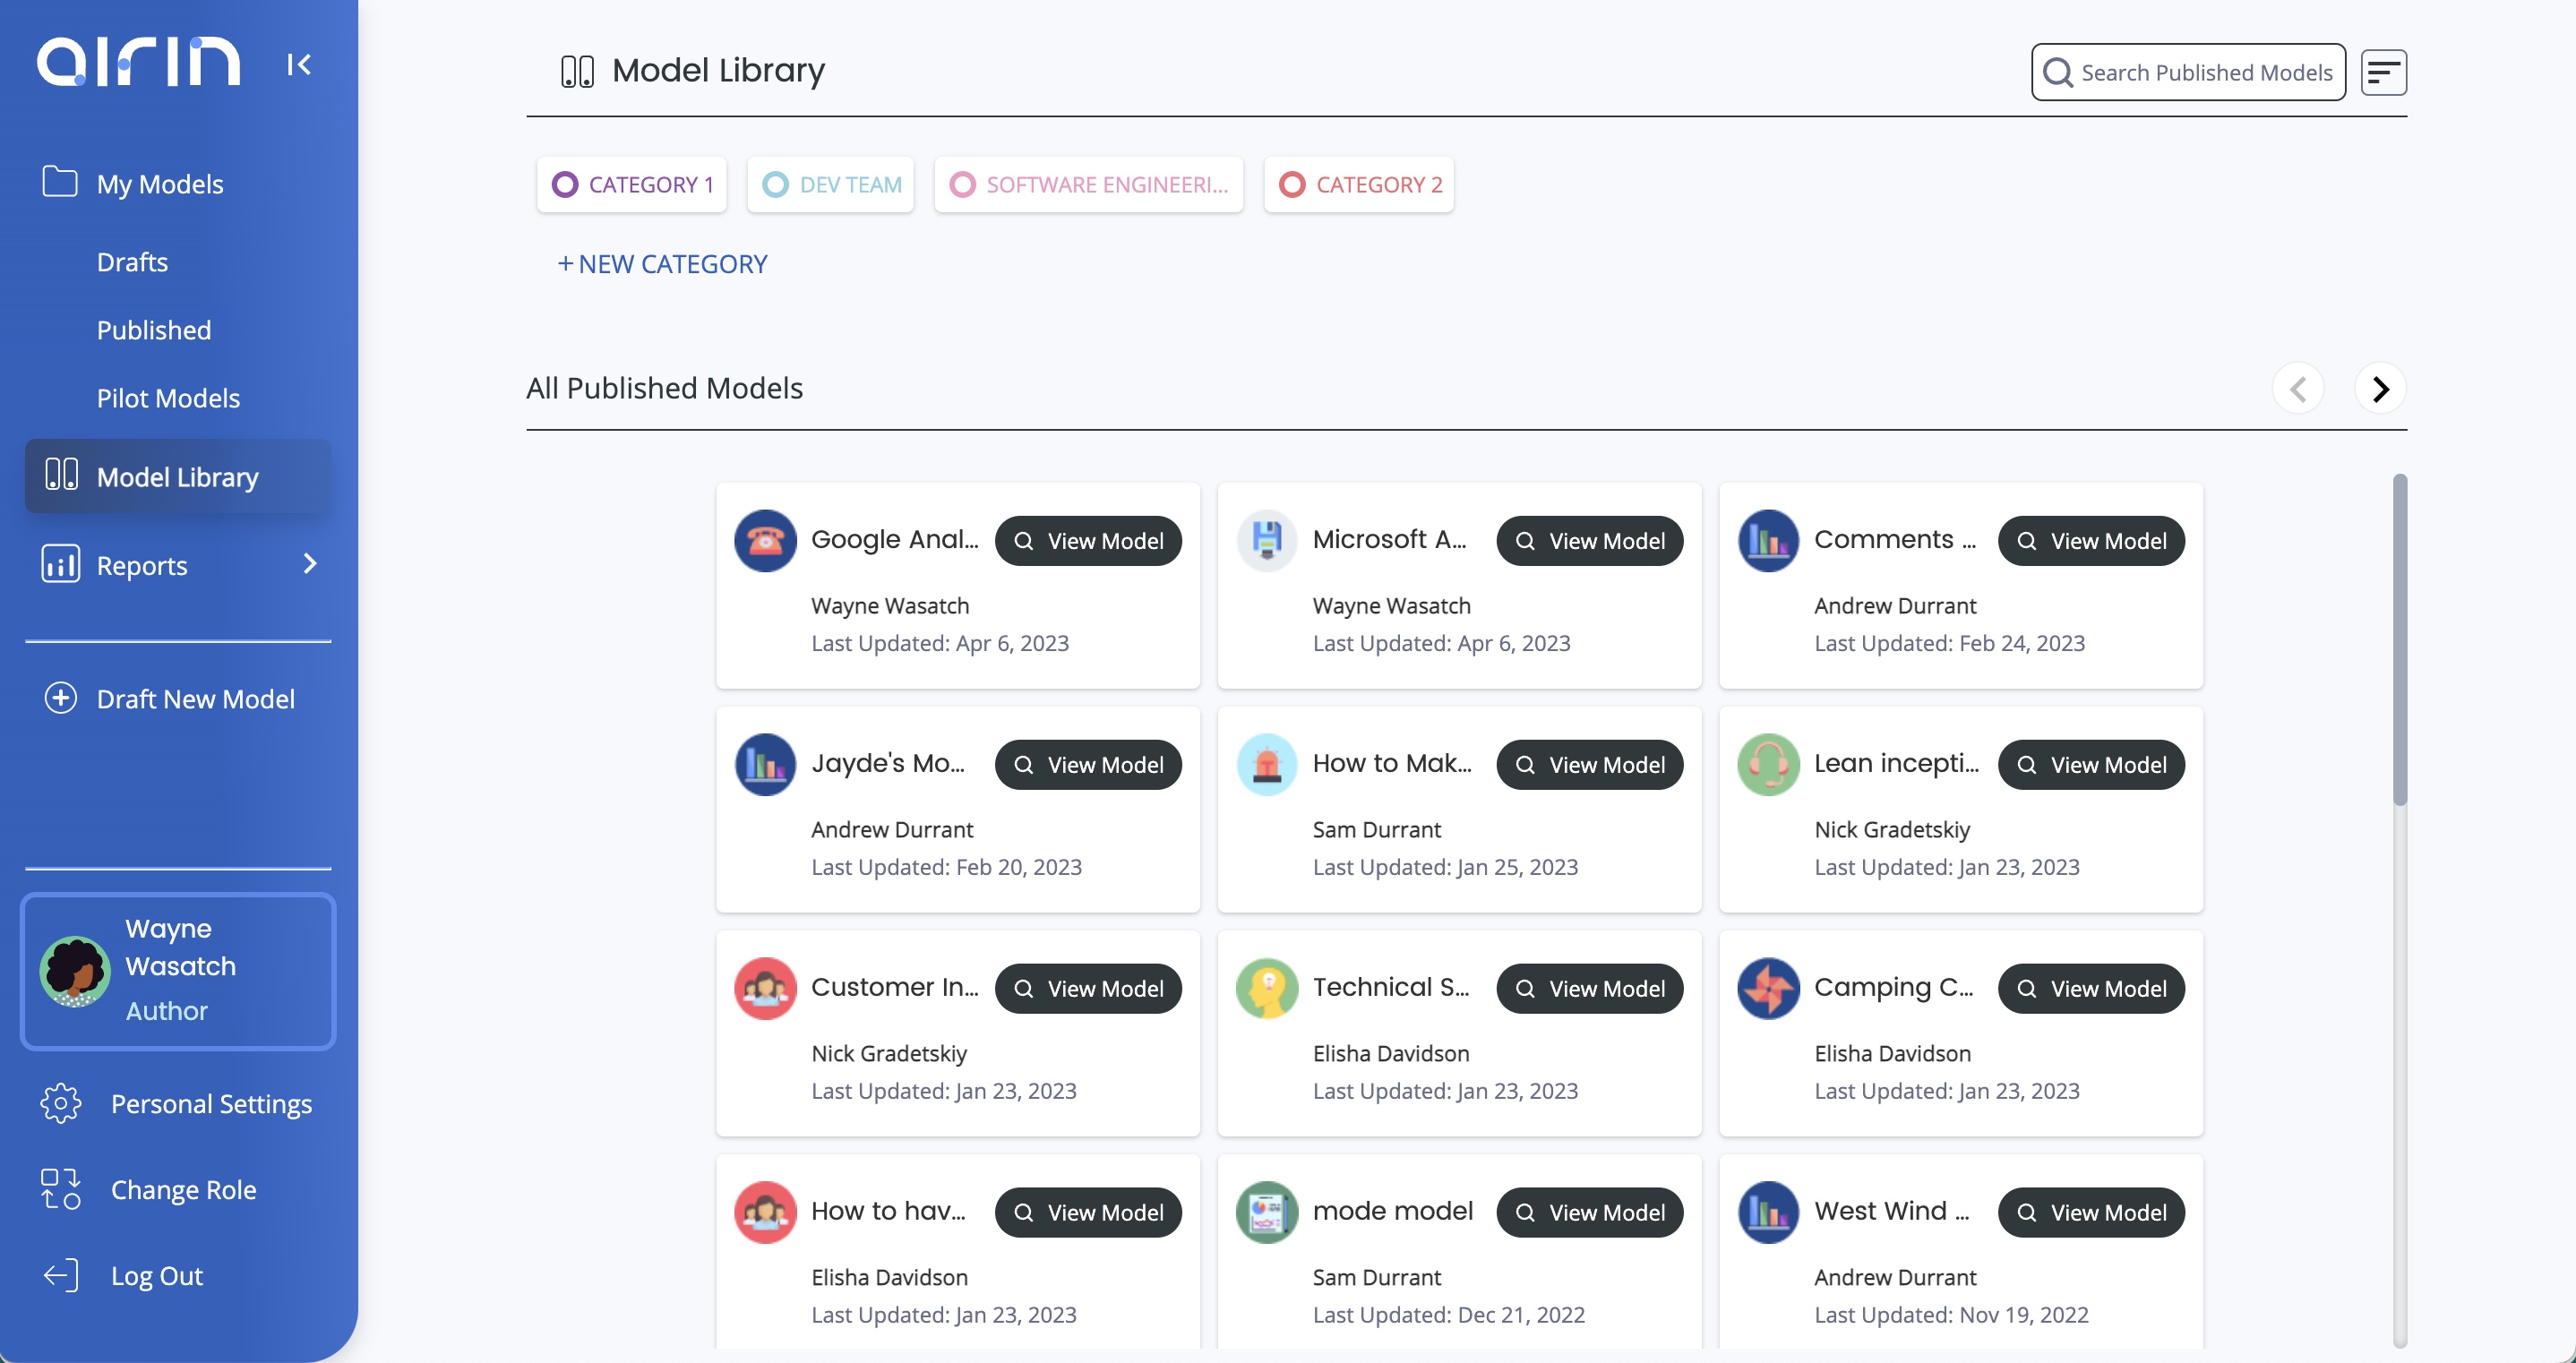 airin
My Models
Drafts
Published
Pilot Models
Model Library
Reports
Draft New Model
Wayne
Wasatch
Author
Personal Settings
Change Role
Log Out
Model Library
Search Published Models
CATEGORY 1
DEV TEAM
SOFTWARE ENGINEERI...
CATEGORY 2
+ NEW CATEGORY
All Published Models
Google Anal...
View Model
Wayne Wasatch
Last Updated: Apr 6, 2023
Microsoft A...
View Model
Wayne Wasatch
Last Updated: Apr 6, 2023
Comments ...
View Model
Andrew Durrant
Last Updated: Feb 24, 2023
Jayde's Mo...
View Model
Andrew Durrant
Last Updated: Feb 20, 2023
How to Mak...
View Model
Sam Durrant
Last Updated: Jan 25, 2023
Lean incepti...
View Model
Nick Gradetskiy
Last Updated: Jan 23, 2023
Customer In...
View Model
Nick Gradetskiy
Last Updated: Jan 23, 2023
Technical S...
View Model
Elisha Davidson
Last Updated: Jan 23, 2023
Camping C...
View Model
Elisha Davidson
Last Updated: Jan 23, 2023
How to hav...
View Model
Elisha Davidson
Last Updated: Jan 23, 2023
mode model
View Model
Sam Durrant
Last Updated: Dec 21, 2022
West Wind ...
View Model
Andrew Durrant
Last Updated: Nov 19, 2022